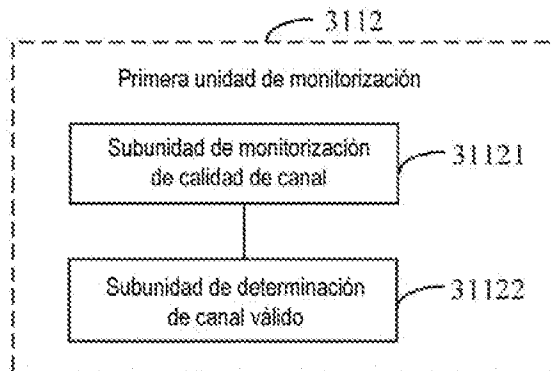 3112
Primera unidad de monitorización
Subunidad de monitorización
de calidad de canal
31121
Subunidad de determinación
de canal válido
31122